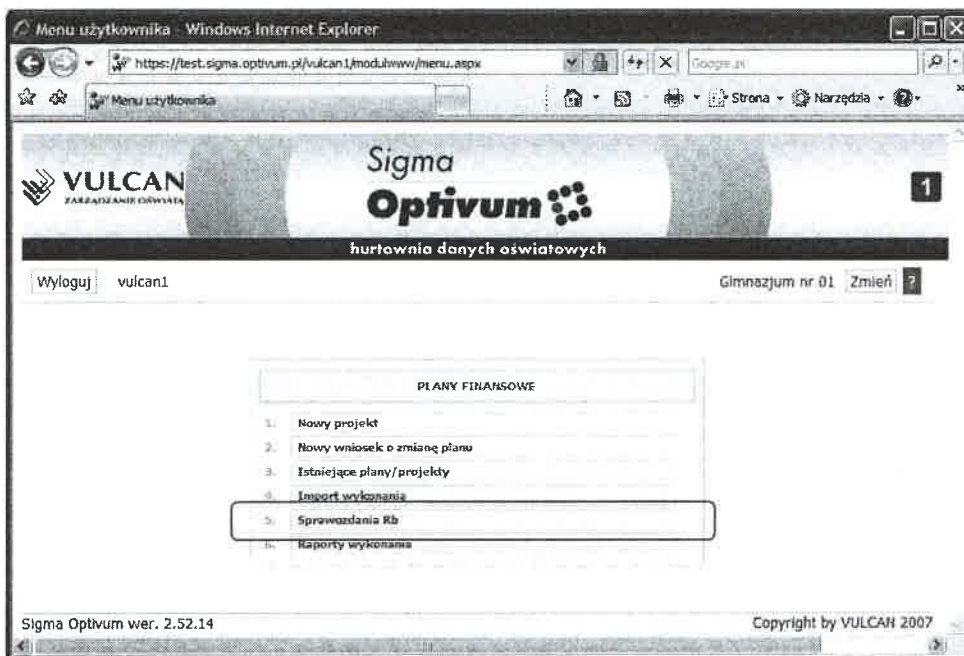 Menu użytkownika - Windows Internet Explorer
https://test.sigma.optivum.pl/vulcan1/modulwww/menu.aspx
Google.pl
Menu użytkownika
Strona
Narzędzia
VULCAN
ZARZĄDZANIE OŚWIATĄ
Sigma
Optivum
1
hurtownia danych oświatowych
Wyloguj vulcan1
Gimnazjum nr 01 Zmień ?
PLANY FINANSOWE
1. Nowy projekt
2. Nowy wniosek o zmianę planu
3. Istniejące plany/projekty
4. Import wykonania
5. Sprawozdania Rb
6. Raporty wykonania
Sigma Optivum wer. 2.52.14
Copyright by VULCAN 2007